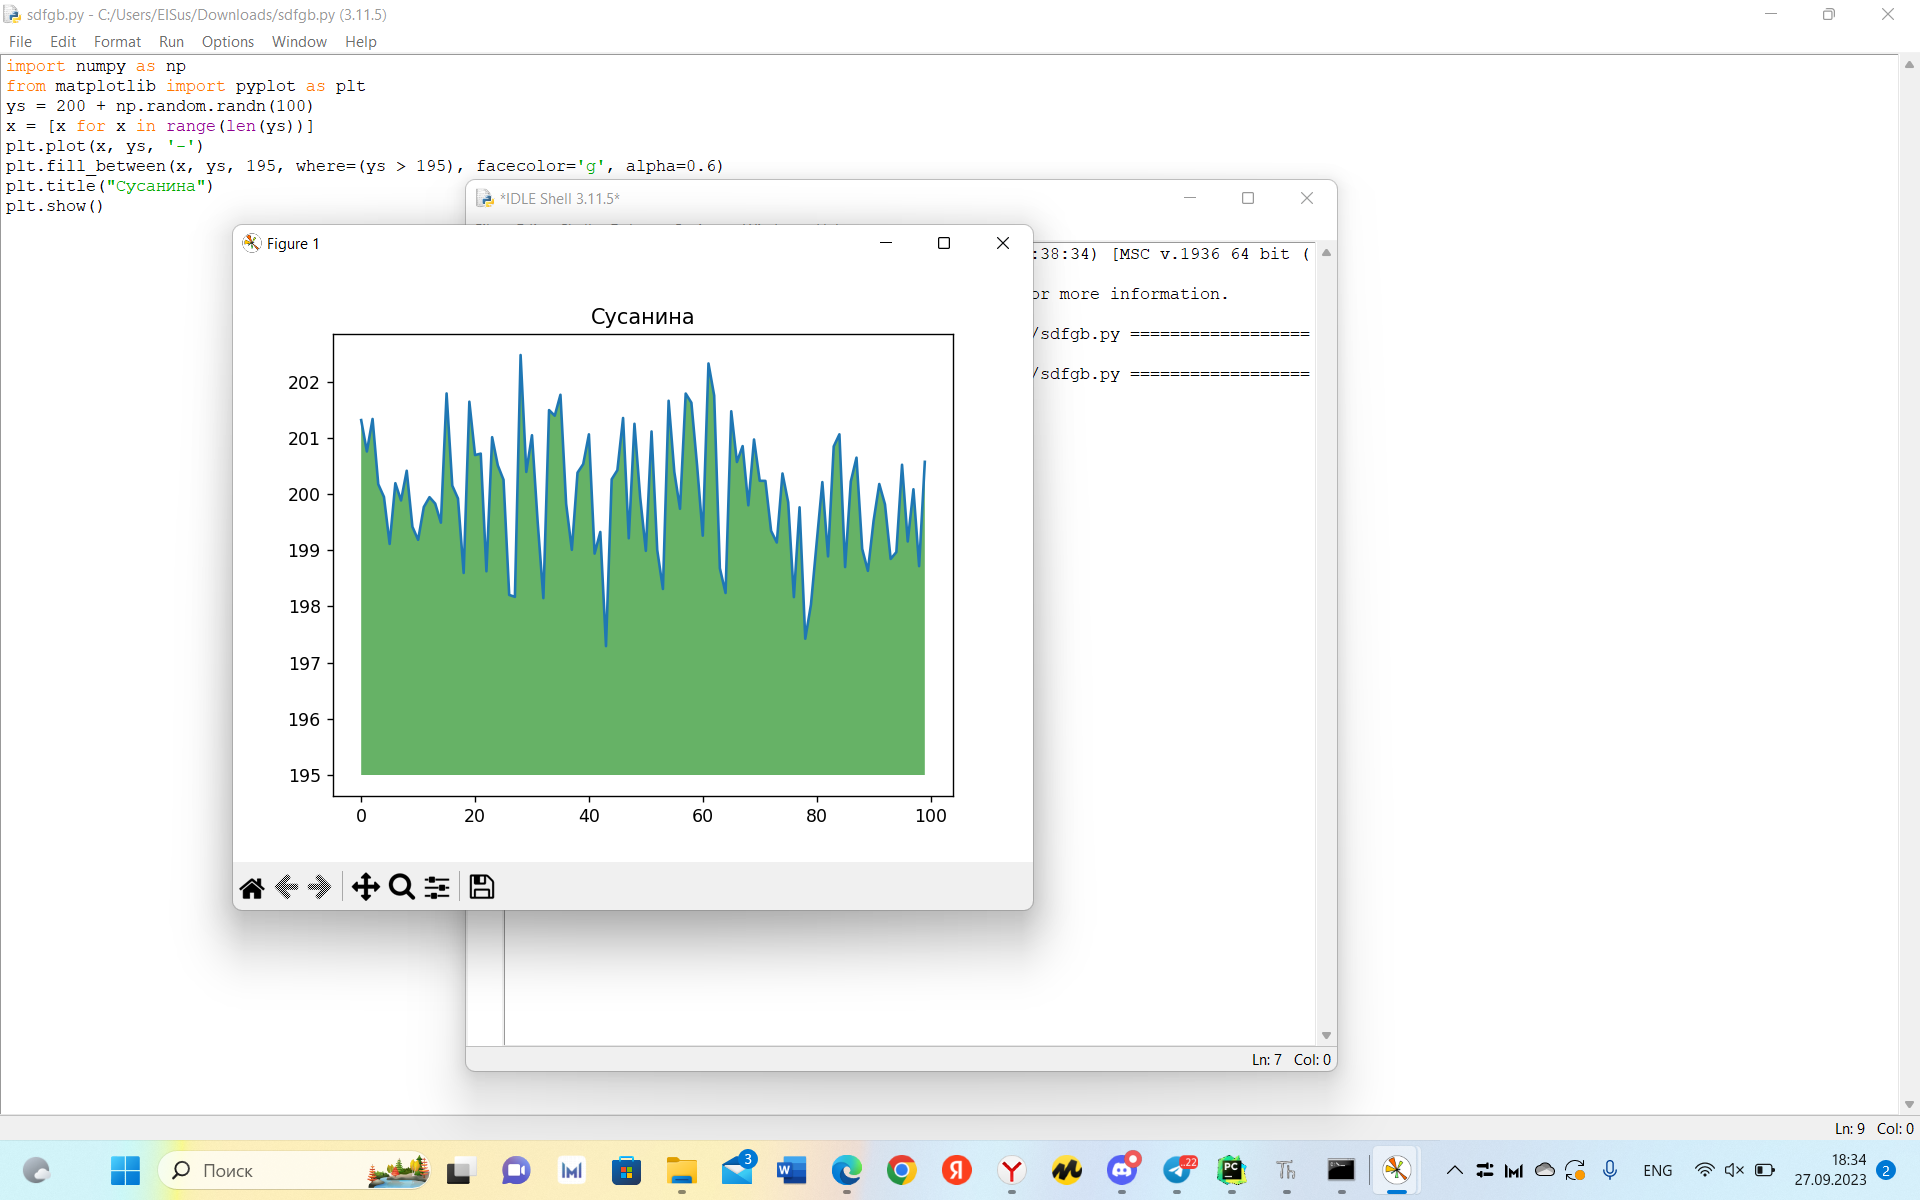 sdfgb.py - C:/Users/ElSus/Downloads/sdfgb.py (3.11.5)
File Edit Format Run Options Window Help
import numpy as np
from matplotlib import pyplot as plt
ys = 200 + np.random.randn(100)
x = [x for x in range(len(ys))]
plt.plot(x, ys, '-')
plt.fill_between(x, ys, 195, where=(ys > 195), facecolor='g', alpha=0.6)
plt.title("Сусанина")
plt.show()
*IDLE Shell 3.11.5*
:38:34) [MSC v.1936 64 bit (
or more information.
/sdfgb.py ==================
/sdfgb.py ==================
Ln: 7 Col: 0
Figure 1
Сусанина
202
201
200
199
198
197
196
195
0 20 40 60 80 100
Ln: 9 Col: 0
Поиск
3
W
Я
Y
22
PC
Th
ENG
18:34
27.09.2023
2